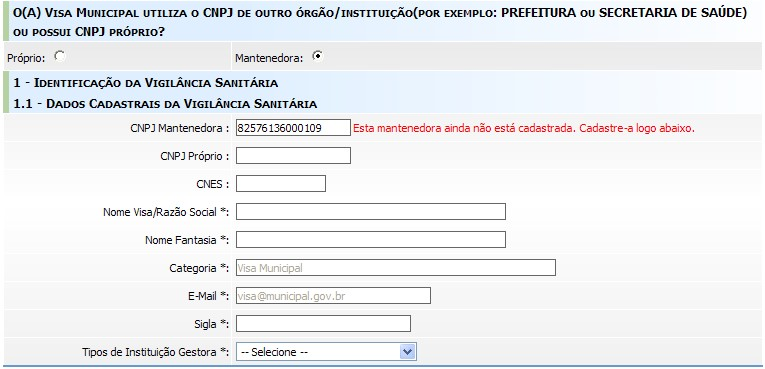 O(A) VISA MUNICIPAL UTILIZA O CNPJ DE OUTRO ÓRGÃO/INSTITUIÇÃO(POR EXEMPLO: PREFEITURA OU SECRETARIA DE SAÚDE)
OU POSSUI CNPJ PRÓPRIO?
Próprio: Mantenedora:
1 - IDENTIFICAÇÃO DA VIGILÂNCIA SANITÁRIA
1.1 - DADOS CADASTRAIS DA VIGILÂNCIA SANITÁRIA
CNPJ Mantenedora : 82576136000109 Esta mantenedora ainda não está cadastrada. Cadastre-a logo abaixo.
CNPJ Próprio :
CNES :
Nome Visa/Razão Social *:
Nome Fantasia *:
Categoria *: Visa Municipal
E-Mail *: visa@municipal.gov.br
Sigla *:
Tipos de Instituição Gestora *: -- Selecione --